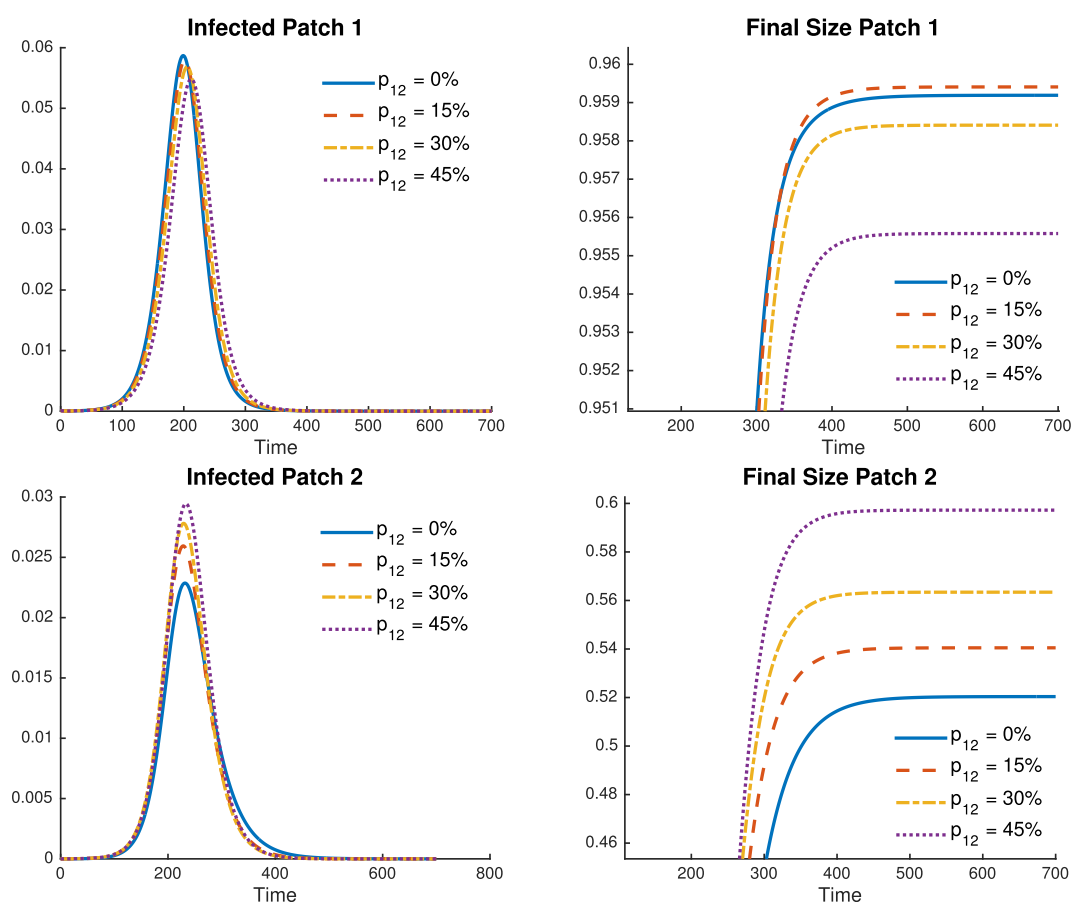 Infected Patch 1
0.06
0.05
0.04
0.03
0.02
0.01
0
0 100 200 300 400 500 600 700
Time
p12 = 0%
p12 = 15%
p12 = 30%
p12 = 45%
Final Size Patch 1
0.96
0.959
0.958
0.957
0.956
0.955
0.954
0.953
0.952
0.951
200 300 400 500 600 700
Time
p12 = 0%
p12 = 15%
p12 = 30%
p12 = 45%
Infected Patch 2
0.03
0.025
0.02
0.015
0.01
0.005
0
0 200 400 600 800
Time
p12 = 0%
p12 = 15%
p12 = 30%
p12 = 45%
Final Size Patch 2
0.6
0.58
0.56
0.54
0.52
0.5
0.48
0.46
200 300 400 500 600 700
Time
p12 = 0%
p12 = 15%
p12 = 30%
p12 = 45%